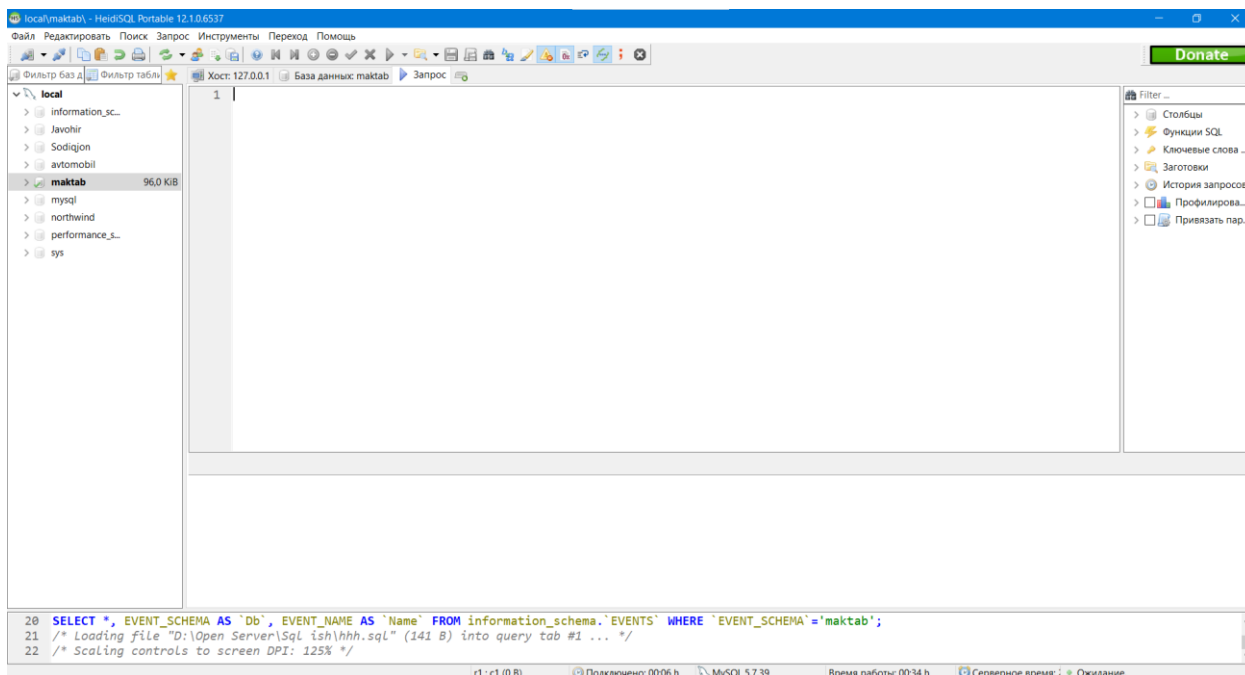 local\maktab\ - HeidiSQL Portable 12.1.0.6537
Файл Редактировать Поиск Запрос Инструменты Переход Помощь
Donate
Фильтр баз д Фильтр табли Хост: 127.0.0.1 База данных: maktab Запрос
local
information_sc...
Javohir
Sodiqjon
avtomobil
maktab 96,0 KiB
mysql
northwind
performance_s...
sys
1
Filter ...
Столбцы
Функции SQL
Ключевые слова ..
Заготовки
История запросов
Профилирова...
Привязать пар.
20 SELECT *, EVENT_SCHEMA AS `Db`, EVENT_NAME AS `Name` FROM information_schema.`EVENTS` WHERE `EVENT_SCHEMA`='maktab';
21 /* Loading file "D:\Open Server\Sql ish\hhh.sql" (141 B) into query tab #1 ... */
22 /* Scaling controls to screen DPI: 125% */
r1 : c1 (0 B) Подключено: 00:06 h MySQL 5.7.39 Время работы: 00:34 h Серверное время: Ожидание